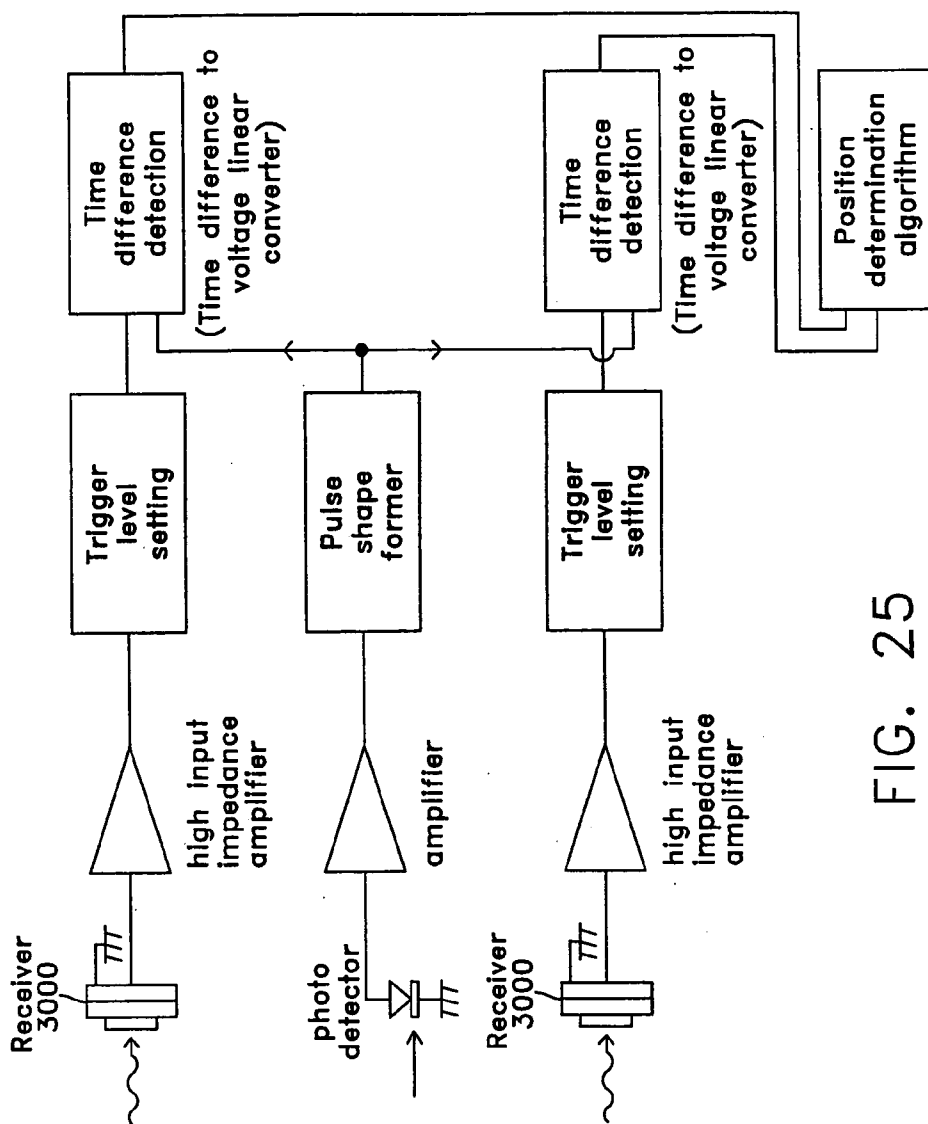 Receiver
3000
high input
impedance
amplifier
Trigger
level
setting
Time
difference
detection
(Time difference to
voltage linear
converter)
photo
detector
amplifier
Pulse
shape
former
Receiver
3000
high input
impedance
amplifier
Trigger
level
setting
Time
difference
detection
(Time difference to
voltage linear
converter)
Position
determination
algorithm
FIG. 25